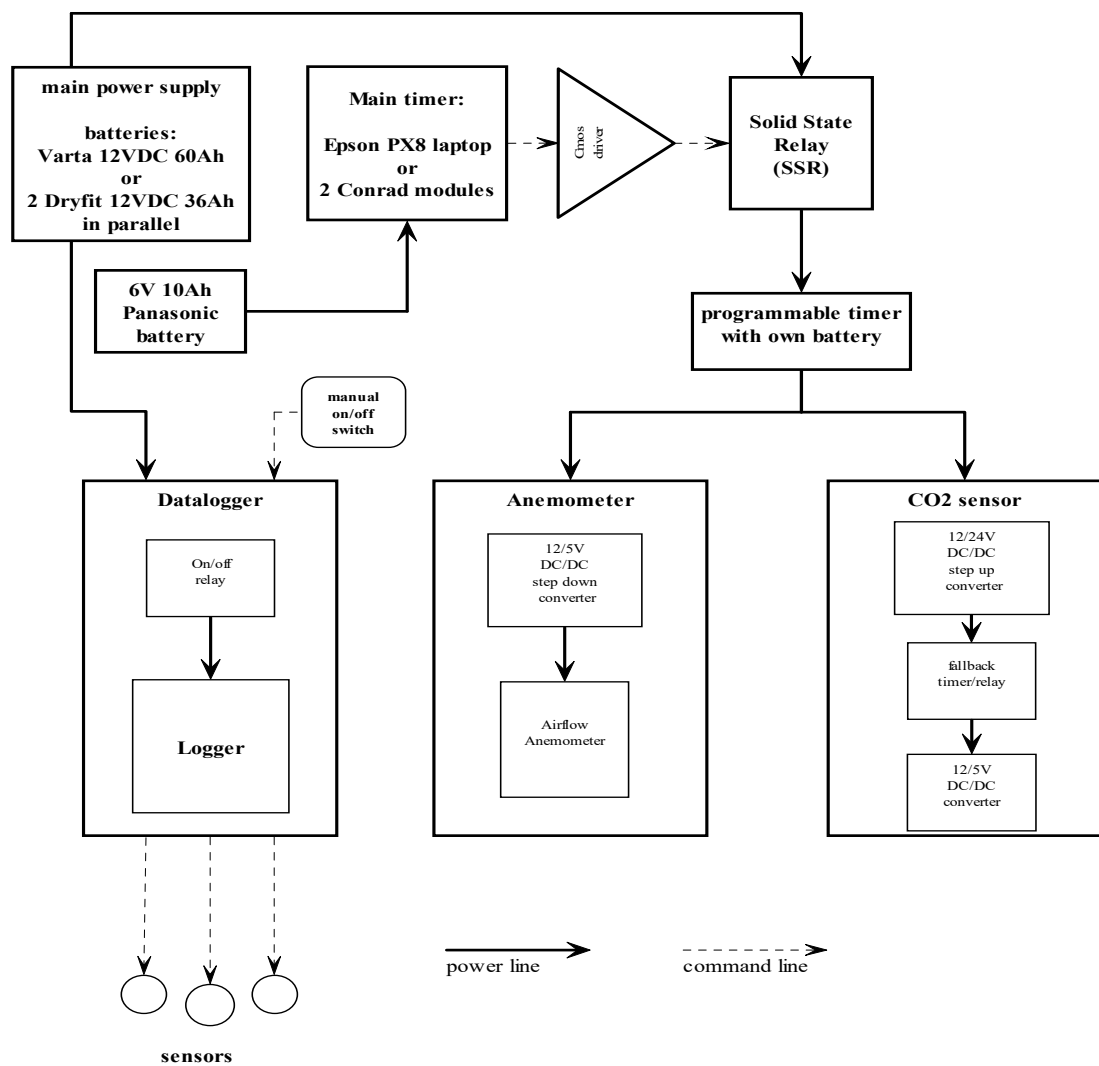 main power supply
batteries:
Varta 12VDC 60Ah
or
2 Dryfit 12VDC 36Ah
in parallel
Main timer:
Epson PX8 laptop
or
2 Conrad modules
Cmos
driver
Solid State
Relay
(SSR)
6V 10Ah
Panasonic
battery
programmable timer
with own battery
manual
on/off
switch
Datalogger
On/off
relay
Logger
Anemometer
12/5V
DC/DC
step down
converter
Airflow
Anemometer
CO2 sensor
12/24V
DC/DC
step up
converter
fallback
timer/relay
12/5V
DC/DC
converter
power line
command line
sensors